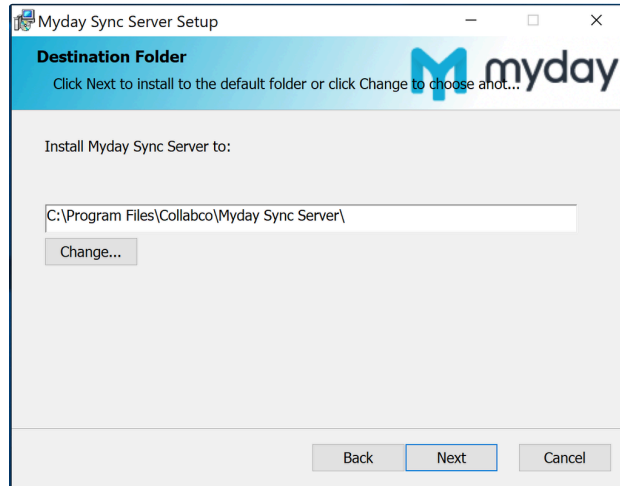 Myday Sync Server Setup
Destination Folder
myday
Click Next to install to the default folder or click Change to choose anot...
Install Myday Sync Server to:
C:\Program Files\Collabco\Myday Sync Server\
Change...
Back Next Cancel